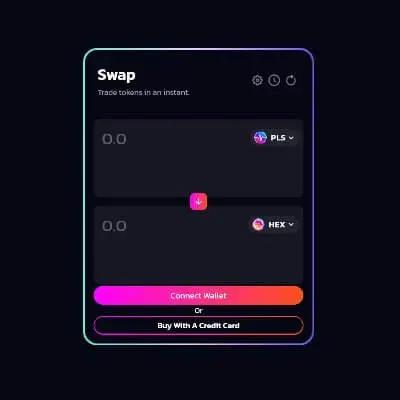 Swap
Trade tokens in an instant.
0.0 PLS
0.0 HEX
Connect Wallet
Or
Buy With A Credit Card